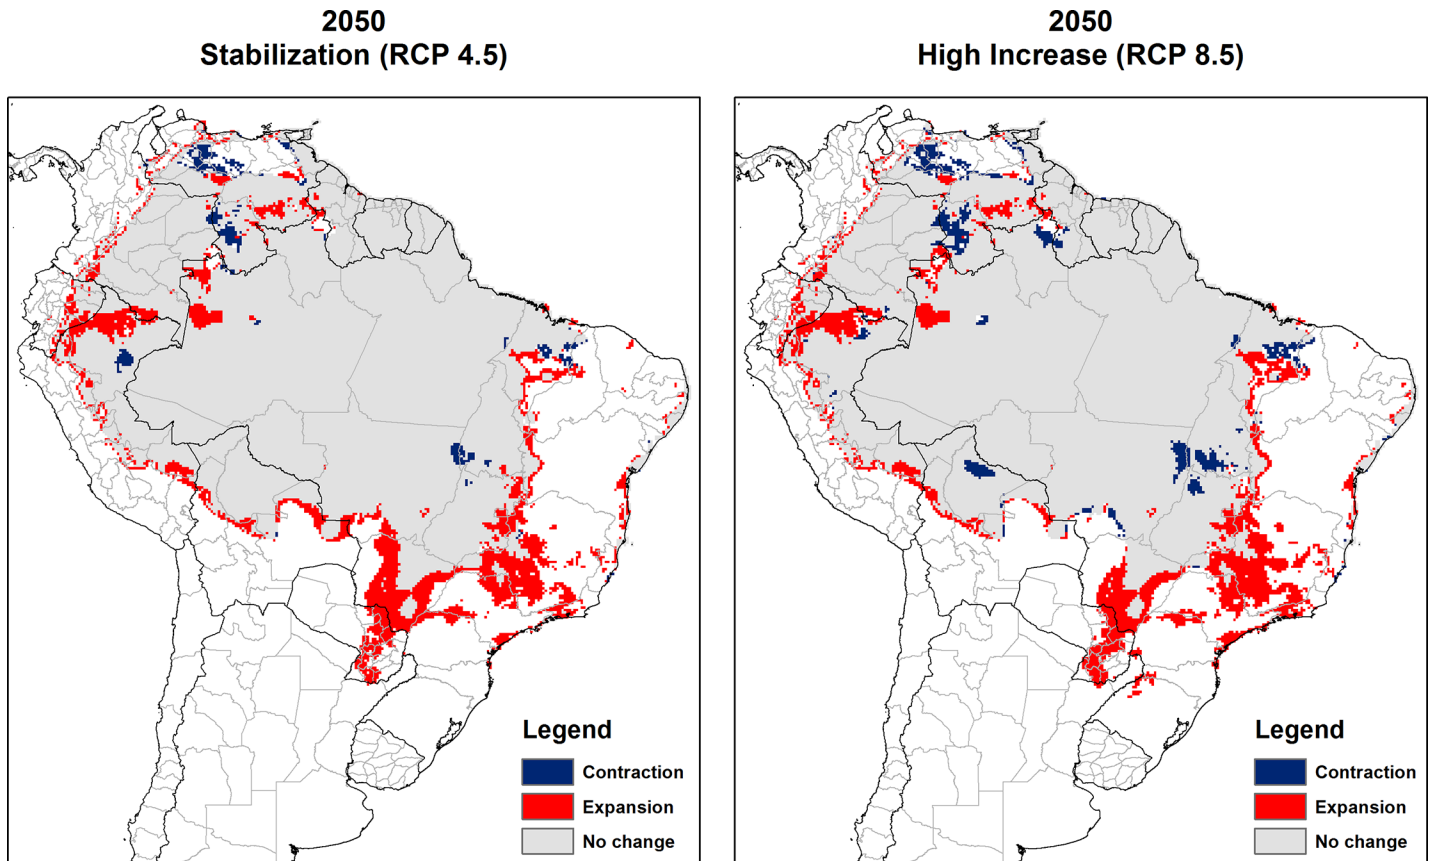 2050
Stabilization (RCP 4.5)
2050
High Increase (RCP 8.5)
Legend
Contraction
Expansion
No change
Legend
Contraction
Expansion
No change